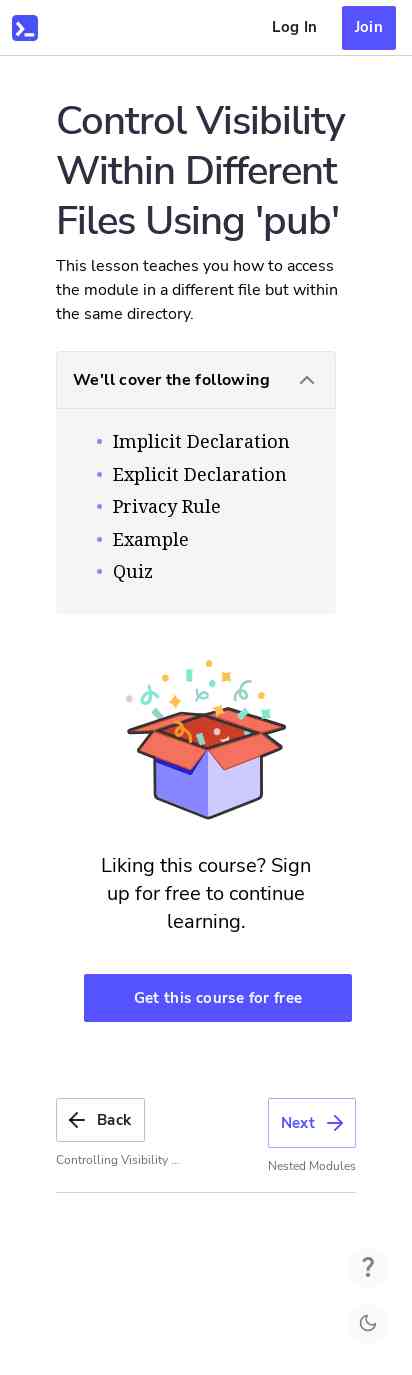 Log In
Join
Control Visibility
Within Different
Files Using 'pub'
This lesson teaches you how to access
the module in a different file but within
the same directory.
We'll cover the following
Implicit Declaration
Explicit Declaration
Privacy Rule
Example
Quiz
Liking this course? Sign
up for free to continue
learning.
Get this course for free
Back
Next
Controlling Visibility ...
Nested Modules
?